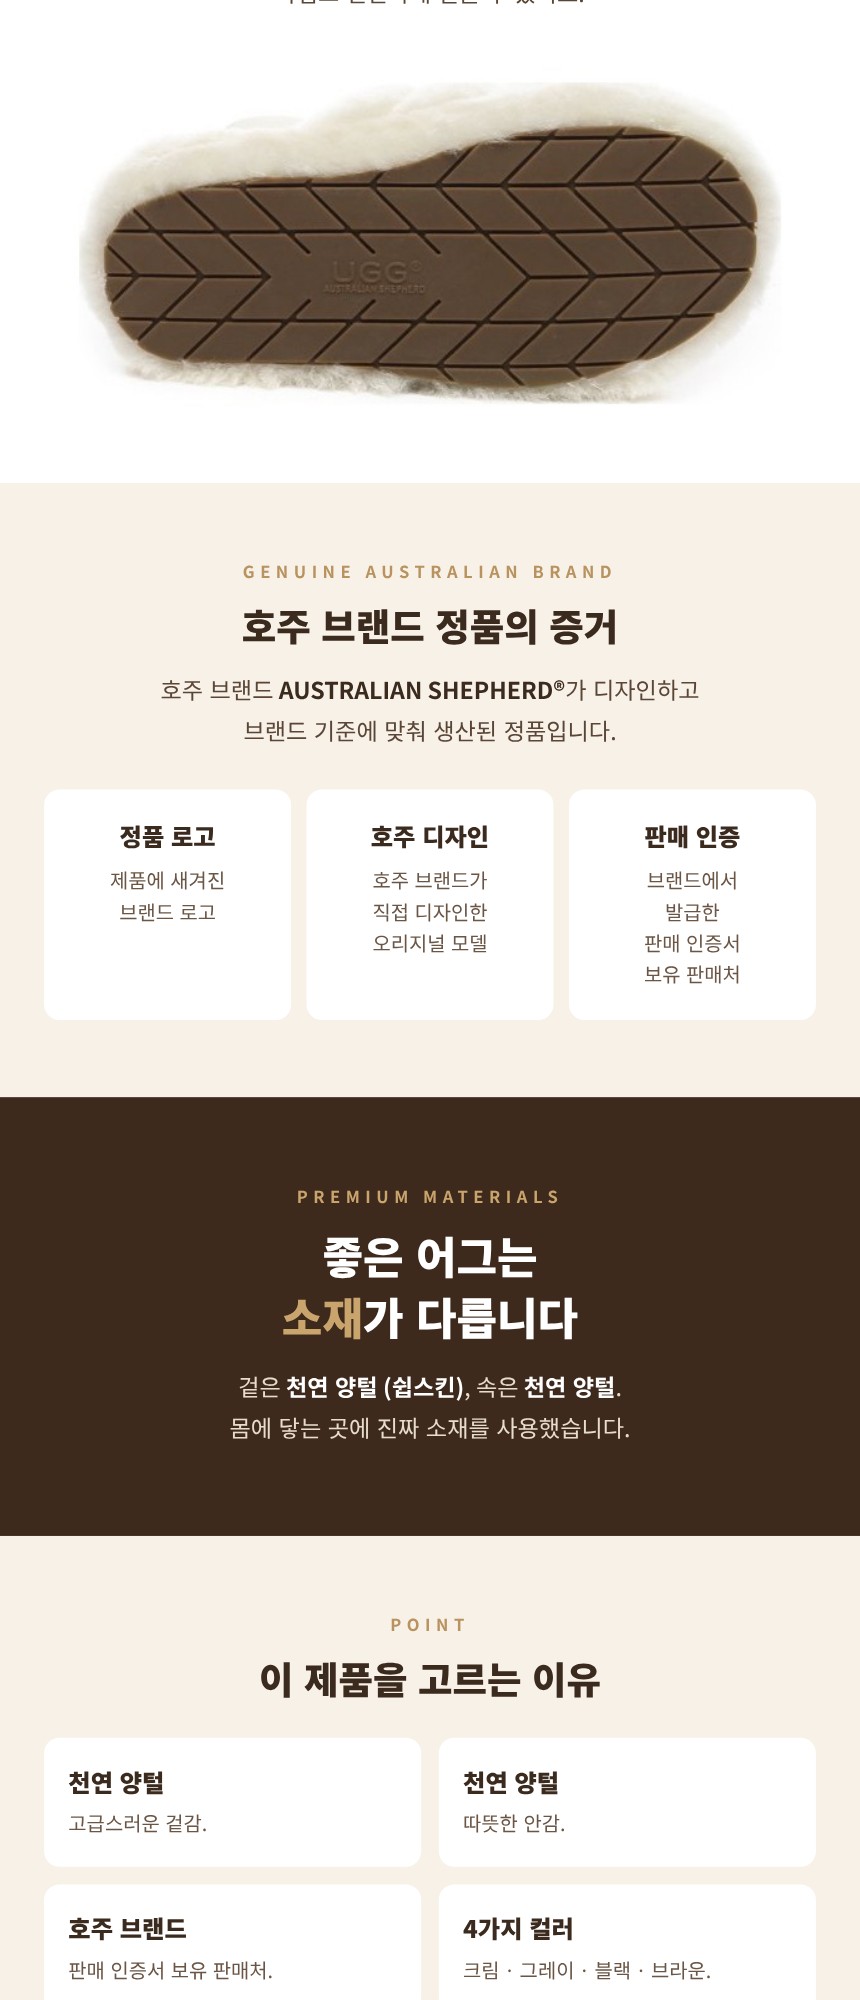 UGG®
AUSTRALIAN SHEPHERD
GENUINE AUSTRALIAN BRAND
호주 브랜드 정품의 증거
호주 브랜드 AUSTRALIAN SHEPHERD®가 디자인하고
브랜드 기준에 맞춰 생산된 정품입니다.
정품 로고
제품에 새겨진
브랜드 로고
호주 디자인
호주 브랜드가
직접 디자인한
오리지널 모델
판매 인증
브랜드에서
발급한
판매 인증서
보유 판매처
PREMIUM MATERIALS
좋은 어그는
소재가 다릅니다
겉은 천연 양털 (쉽스킨), 속은 천연 양털.
몸에 닿는 곳에 진짜 소재를 사용했습니다.
POINT
이 제품을 고르는 이유
천연 양털
고급스러운 겉감.
천연 양털
따뜻한 안감.
호주 브랜드
판매 인증서 보유 판매처.
4가지 컬러
크림 · 그레이 · 블랙 · 브라운.